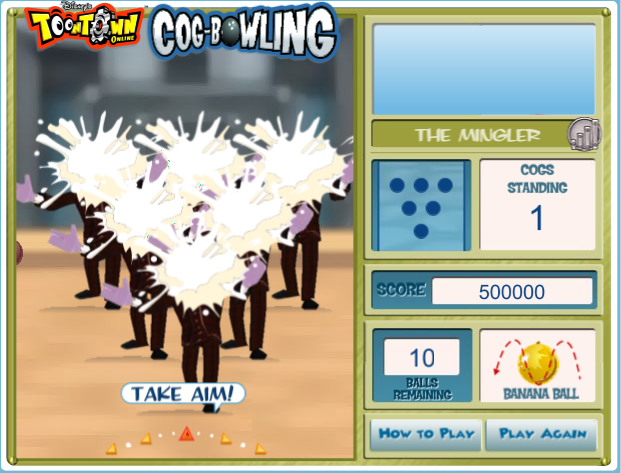 Disney's
TOONTOWN
ONLINE
COG-BOWLING
THE MINGLER
COGS
STANDING
1
SCORE 500000
10
BALLS
REMAINING
BANANA BALL
TAKE AIM!
HOW TO PLAY
PLAY AGAIN